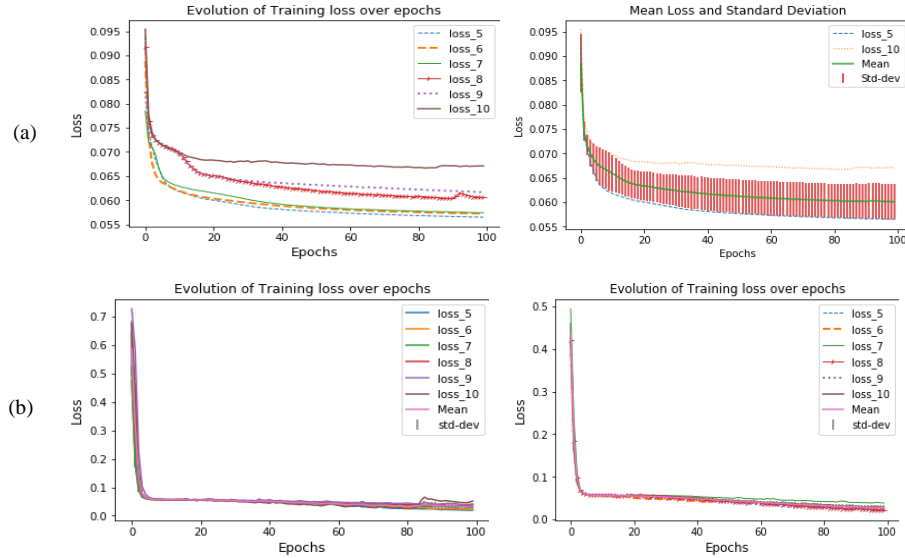 Evolution of Training loss over epochs
0.095
0.090
0.085
0.080
0.075
0.070
0.065
0.060
0.055
Loss
0
20
40
60
80
100
Epochs
loss_5
loss_6
loss_7
loss_8
loss_9
loss_10
(a)
Mean Loss and Standard Deviation
0.095
0.090
0.085
0.080
0.075
0.070
0.065
0.060
0.055
Loss
0
20
40
60
80
100
Epochs
loss_5
loss_10
Mean
Std-dev
Evolution of Training loss over epochs
0.7
0.6
0.5
0.4
0.3
0.2
0.1
0.0
Loss
0
20
40
60
80
100
Epochs
loss_5
loss_6
loss_7
loss_8
loss_9
loss_10
Mean
std-dev
(b)
Evolution of Training loss over epochs
0.5
0.4
0.3
0.2
0.1
0.0
Loss
0
20
40
60
80
100
Epochs
loss_5
loss_6
loss_7
loss_8
loss_9
loss_10
Mean
std-dev